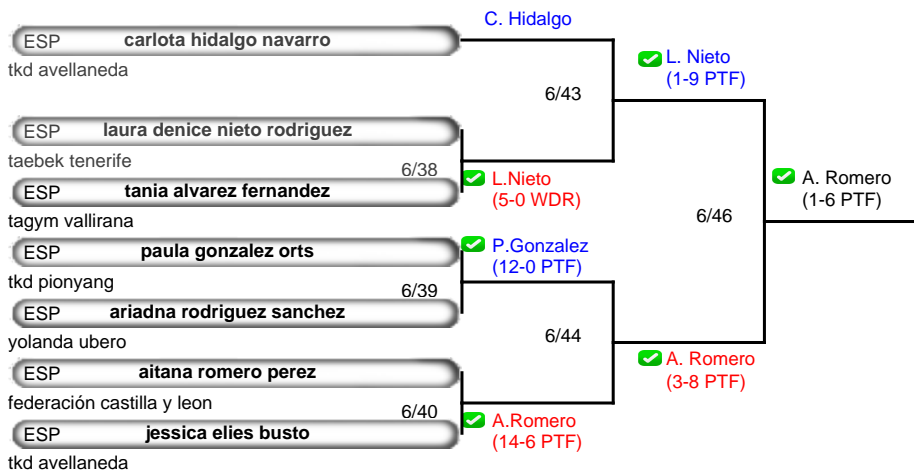 C. Hidalgo
ESP carlota hidalgo navarro
tkd avellaneda
L. Nieto
(1-9 PTF)
6/43
ESP laura denice nieto rodriguez
taebek tenerife
6/38
ESP tania alvarez fernandez
tagym vallirana
L.Nieto
(5-0 WDR)
A. Romero
(1-6 PTF)
6/46
ESP paula gonzalez orts
tkd pionyang
P.Gonzalez
(12-0 PTF)
6/39
ESP ariadna rodriguez sanchez
yolanda ubero
6/44
ESP aitana romero perez
federación castilla y leon
A. Romero
(3-8 PTF)
6/40
ESP jessica elies busto
tkd avellaneda
A.Romero
(14-6 PTF)